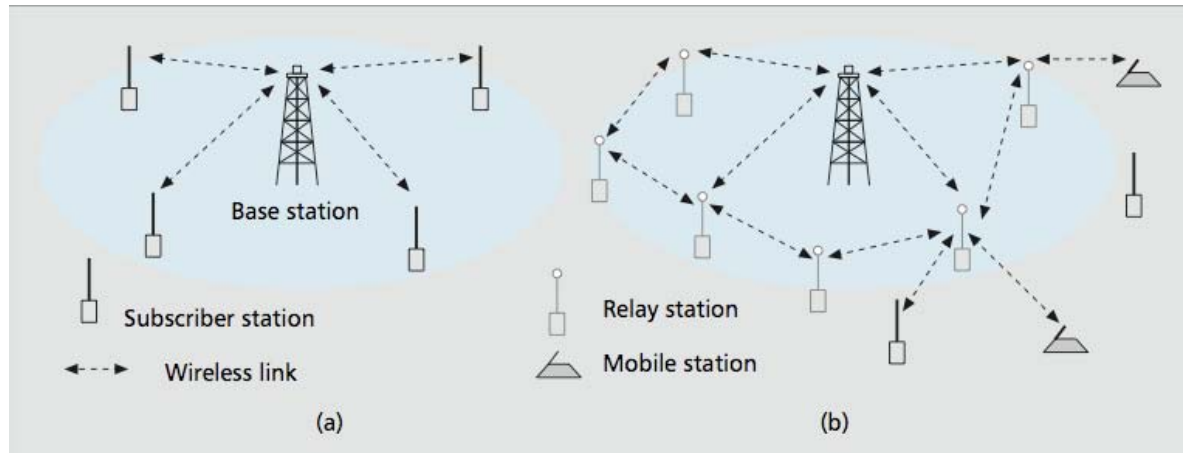 Base station
Subscriber station
Relay station
Wireless link
Mobile station
(a)
(b)